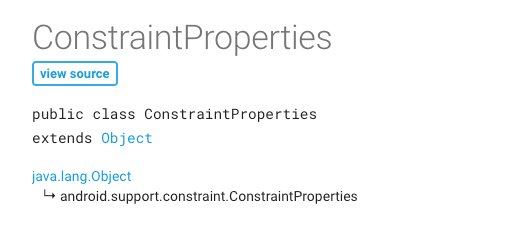 ConstraintProperties
view source
public class ConstraintProperties
extends Object
java.lang.Object
↳ android.support.constraint.ConstraintProperties